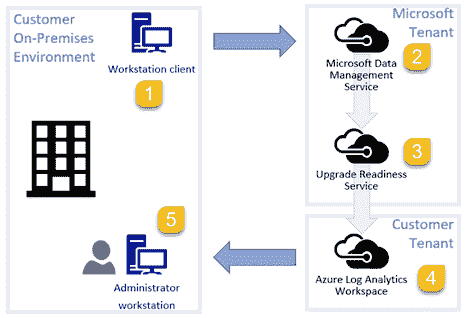 Customer
On-Premises
Environment
Workstation client
1
Microsoft
Tenant
2
Microsoft Data
Management
Service
3
Upgrade Readiness
Service
Customer
Tenant
4
Azure Log Analytics
Workspace
5
Administrator
workstation